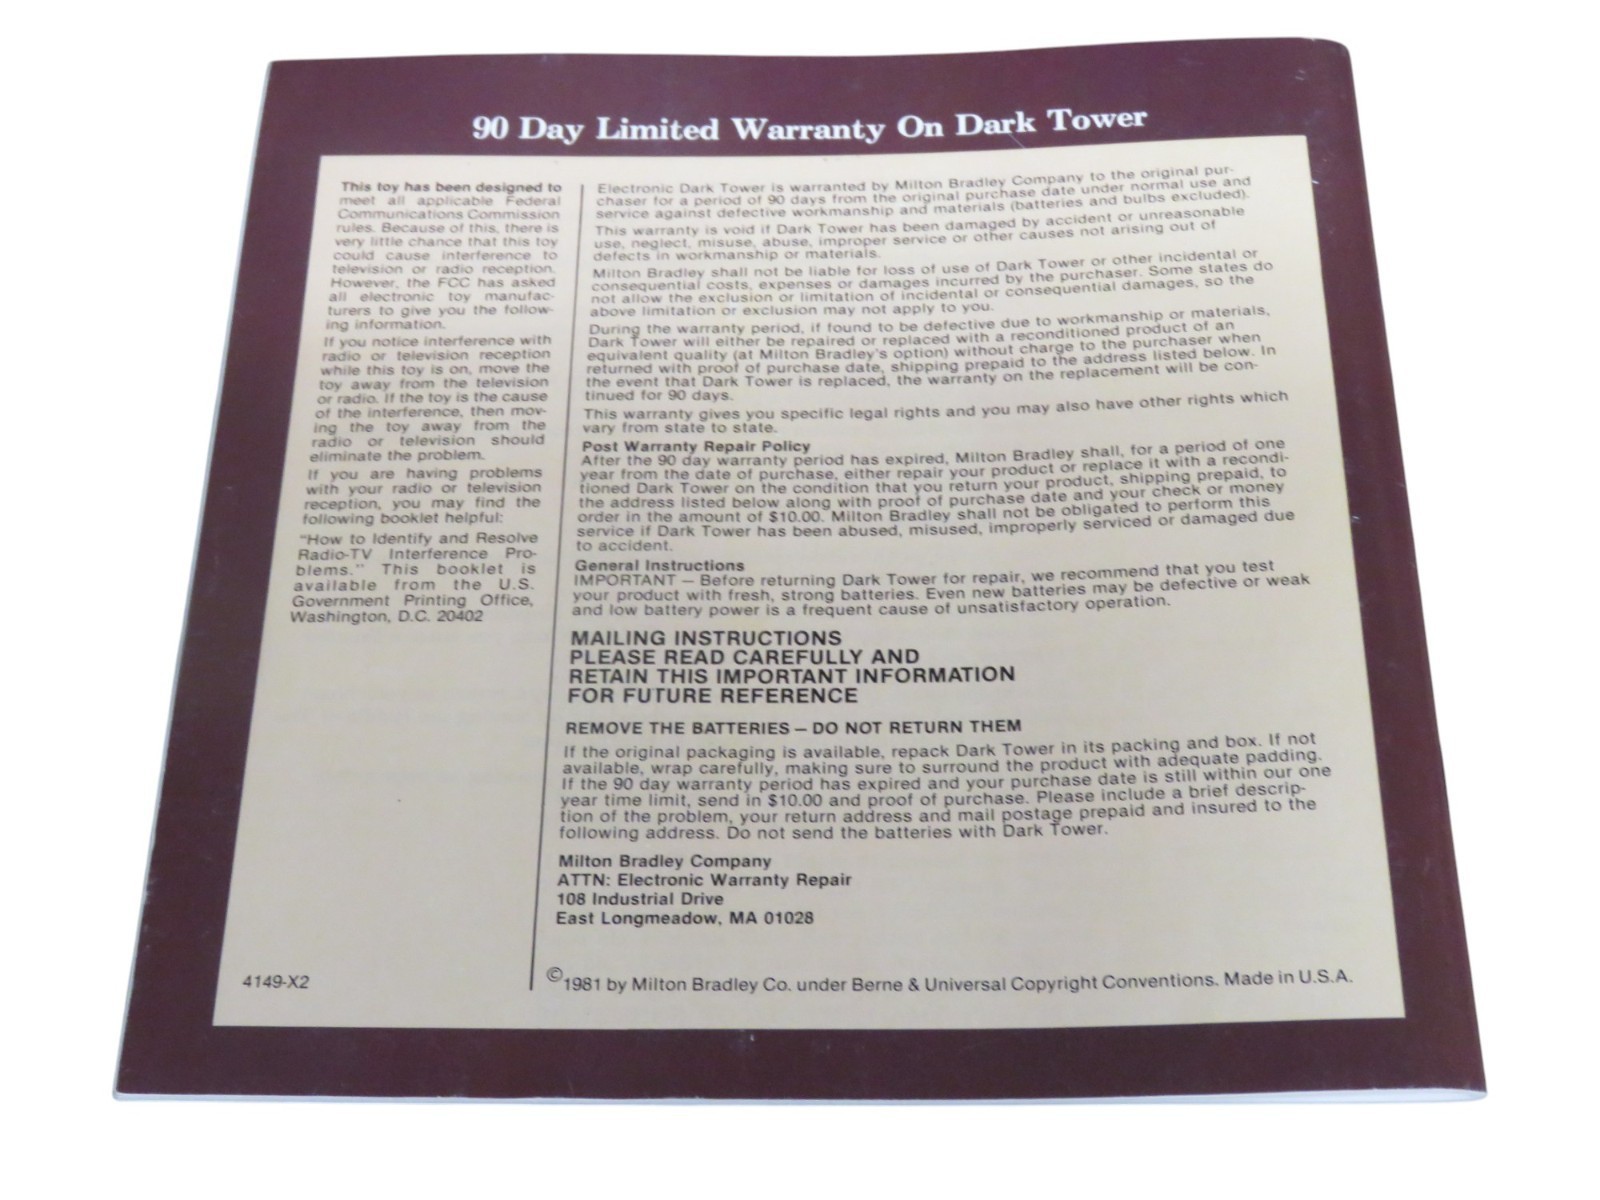 90 Day Limited Warranty On Dark Tower
This toy has been designed to
meet all applicable Federal
Communications Commission
rules. Because of this, there is
very little chance that this toy
could cause interference to
television or radio reception.
However, the FCC has asked
all electronic toy manufac-
turers to give you the follow-
ing information.
If you notice interference with
radio or television reception
while this toy is on, move the
toy away from the television
or radio. If the toy is the cause
of the interference, then mov-
ing the toy away from the
radio or television should
eliminate the problem.
If you are having problems
with your radio or television
reception, you may find the
following booklet helpful:
"How to Identify and Resolve
Radio-TV Interference Pro-
blems." This booklet is
available from the U.S.
Government Printing Office,
Washington, D.C. 20402
4149-X2
Electronic Dark Tower is warranted by Milton Bradley Company to the original pur-
chaser for a period of 90 days from the original purchase date under normal use and
service against defective workmanship and materials (batteries and bulbs excluded).
This warranty is void if Dark Tower has been damaged by accident or unreasonable
use, neglect, misuse, abuse, improper service or other causes not arising out of
defects in workmanship or materials.
Milton Bradley shall not be liable for loss of use of Dark Tower or other incidental or
consequential costs, expenses or damages incurred by the purchaser. Some states do
not allow the exclusion or limitation of incidental or consequential damages, so the
above limitation or exclusion may not apply to you.
During the warranty period, if found to be defective due to workmanship or materials,
Dark Tower will either be repaired or replaced with a reconditioned product of an
equivalent quality (at Milton Bradley's option) without charge to the purchaser when
returned with proof of purchase date, shipping prepaid to the address listed below. In
the event that Dark Tower is replaced, the warranty on the replacement will be con-
tinued for 90 days.
This warranty gives you specific legal rights and you may also have other rights which
vary from state to state.
Post Warranty Repair Policy
After the 90 day warranty period has expired, Milton Bradley shall, for a period of one
year from the date of purchase, either repair your product or replace it with a recondi-
tioned Dark Tower on the condition that you return your product, shipping prepaid, to
the address listed below along with proof of purchase date and your check or money
order in the amount of $10.00. Milton Bradley shall not be obligated to perform this
service if Dark Tower has been abused, misused, improperly serviced or damaged due
to accident.
General Instructions
IMPORTANT — Before returning Dark Tower for repair, we recommend that you test
your product with fresh, strong batteries. Even new batteries may be defective or weak
and low battery power is a frequent cause of unsatisfactory operation.
MAILING INSTRUCTIONS
PLEASE READ CAREFULLY AND
RETAIN THIS IMPORTANT INFORMATION
FOR FUTURE REFERENCE
REMOVE THE BATTERIES — DO NOT RETURN THEM
If the original packaging is available, repack Dark Tower in its packing and box. If not
available, wrap carefully, making sure to surround the product with adequate padding.
If the 90 day warranty period has expired and your purchase date is still within our one
year time limit, send in $10.00 and proof of purchase. Please include a brief descrip-
tion of the problem, your return address and mail postage prepaid and insured to the
following address. Do not send the batteries with Dark Tower.
Milton Bradley Company
ATTN: Electronic Warranty Repair
108 Industrial Drive
East Longmeadow, MA 01028
©1981 by Milton Bradley Co. under Berne & Universal Copyright Conventions. Made in U.S.A.